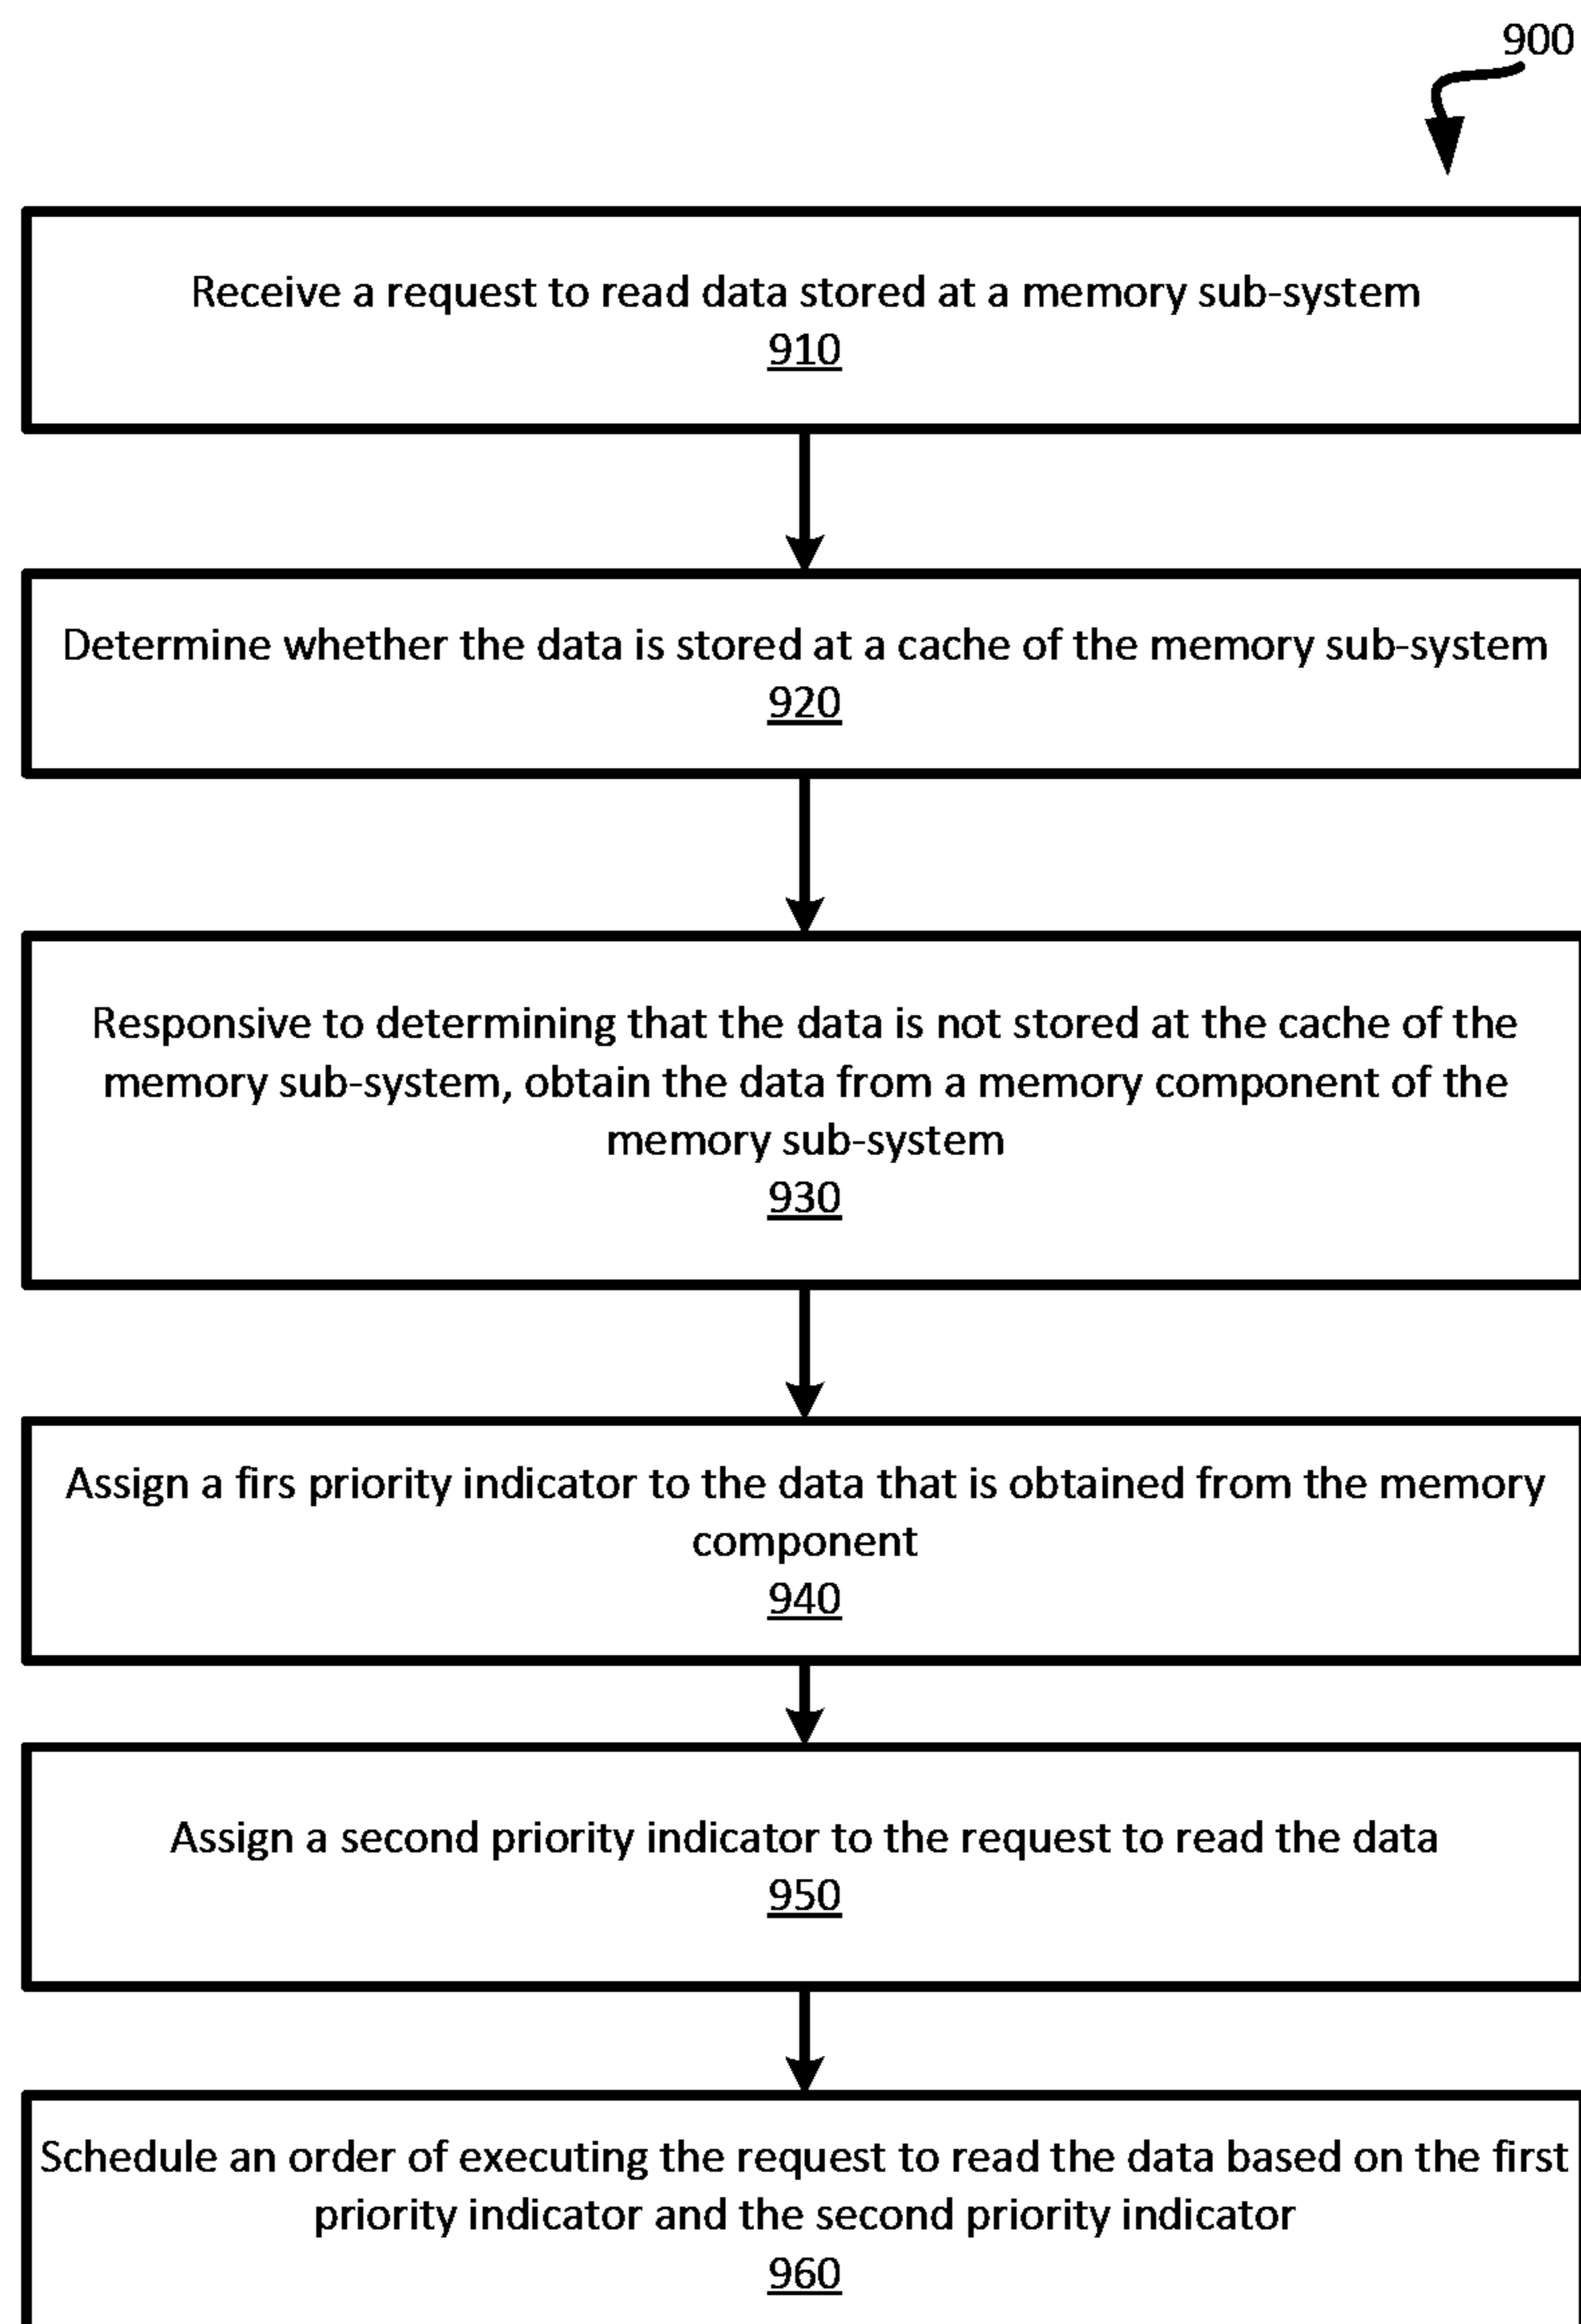 900
Receive a request to read data stored at a memory sub-system
910
Determine whether the data is stored at a cache of the memory sub-system
920
Responsive to determining that the data is not stored at the cache of the
memory sub-system, obtain the data from a memory component of the
memory sub-system
930
Assign a firs priority indicator to the data that is obtained from the memory
component
940
Assign a second priority indicator to the request to read the data
950
Schedule an order of executing the request to read the data based on the first
priority indicator and the second priority indicator
960